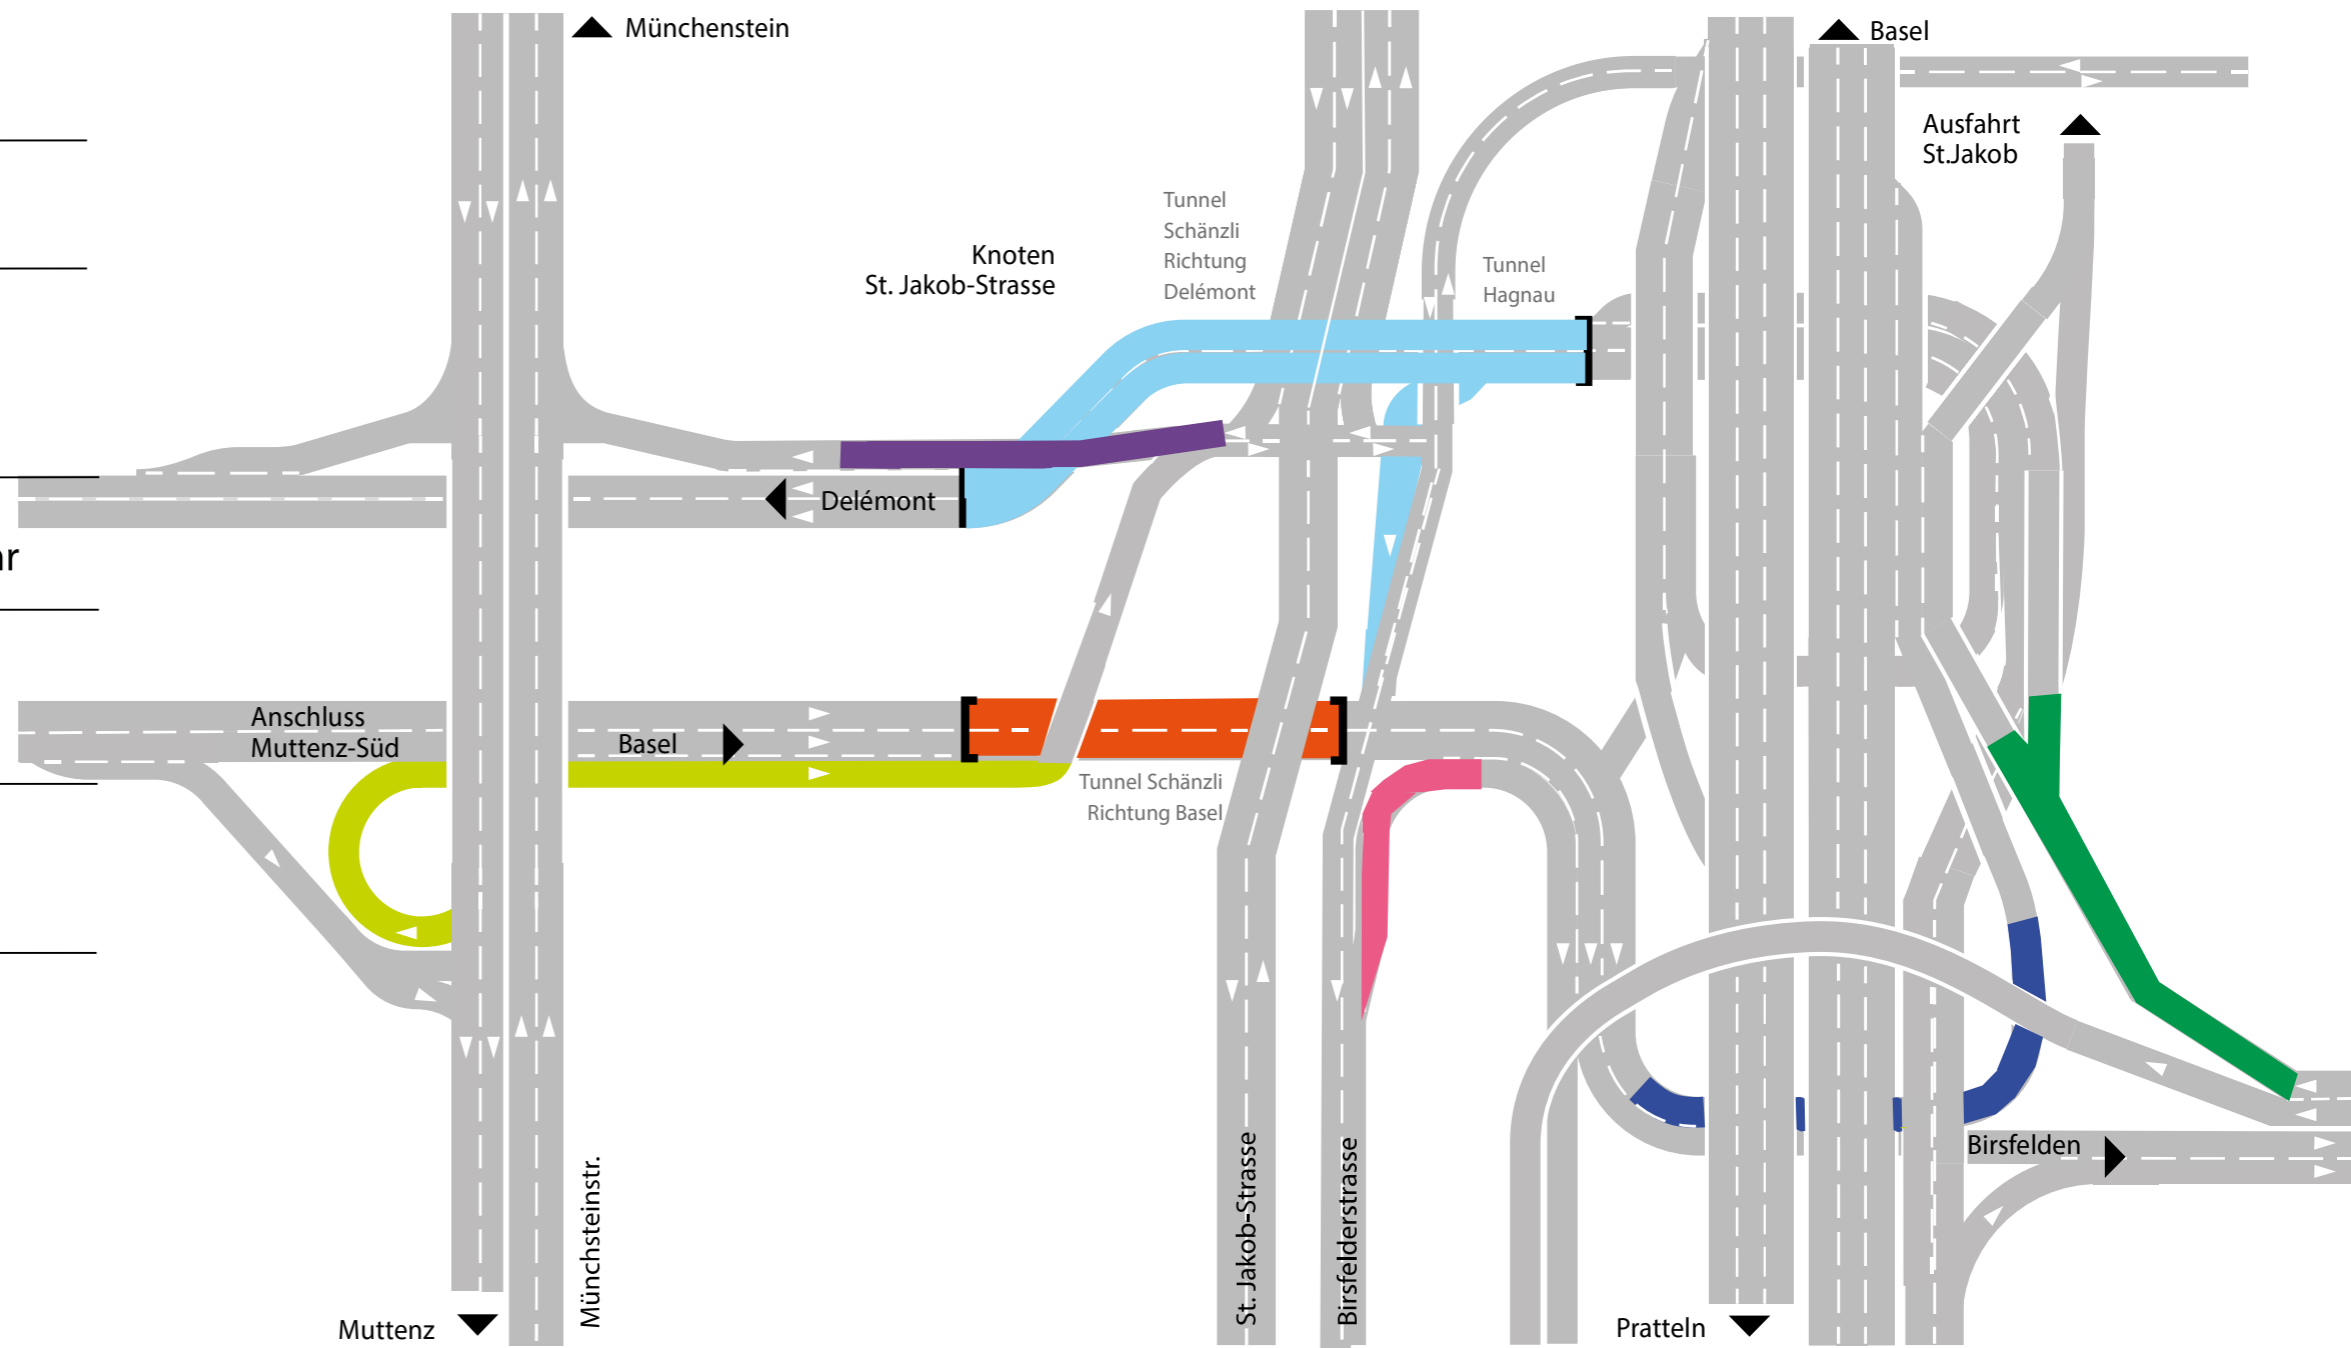 Münchenstein
Basel
Ausfahrt
St.Jakob
Tunnel
Schänzli
Richtung
Delémont
Knoten
St. Jakob-Strasse
Tunnel
Hagnau
Delémont
Anschluss
Muttenz-Süd
Basel
Tunnel Schänzli
Richtung Basel
Birsfelden
Münchsteinstr.
St. Jakob-Strasse
Birsfelderstrasse
Muttenz
Pratteln